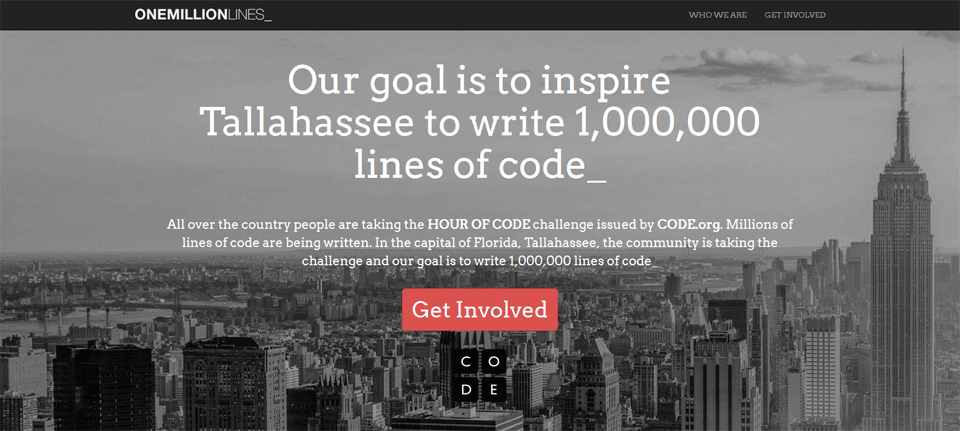 ONEMILLIONLINES_
WHO WE ARE
GET INVOLVED
Our goal is to inspire
Tallahassee to write 1,000,000
lines of code_
All over the country people are taking the HOUR OF CODE challenge issued by CODE.org. Millions of
lines of code are being written. In the capital of Florida, Tallahassee, the community is taking the
challenge and our goal is to write 1,000,000 lines of code_
Get Involved
C O
D E